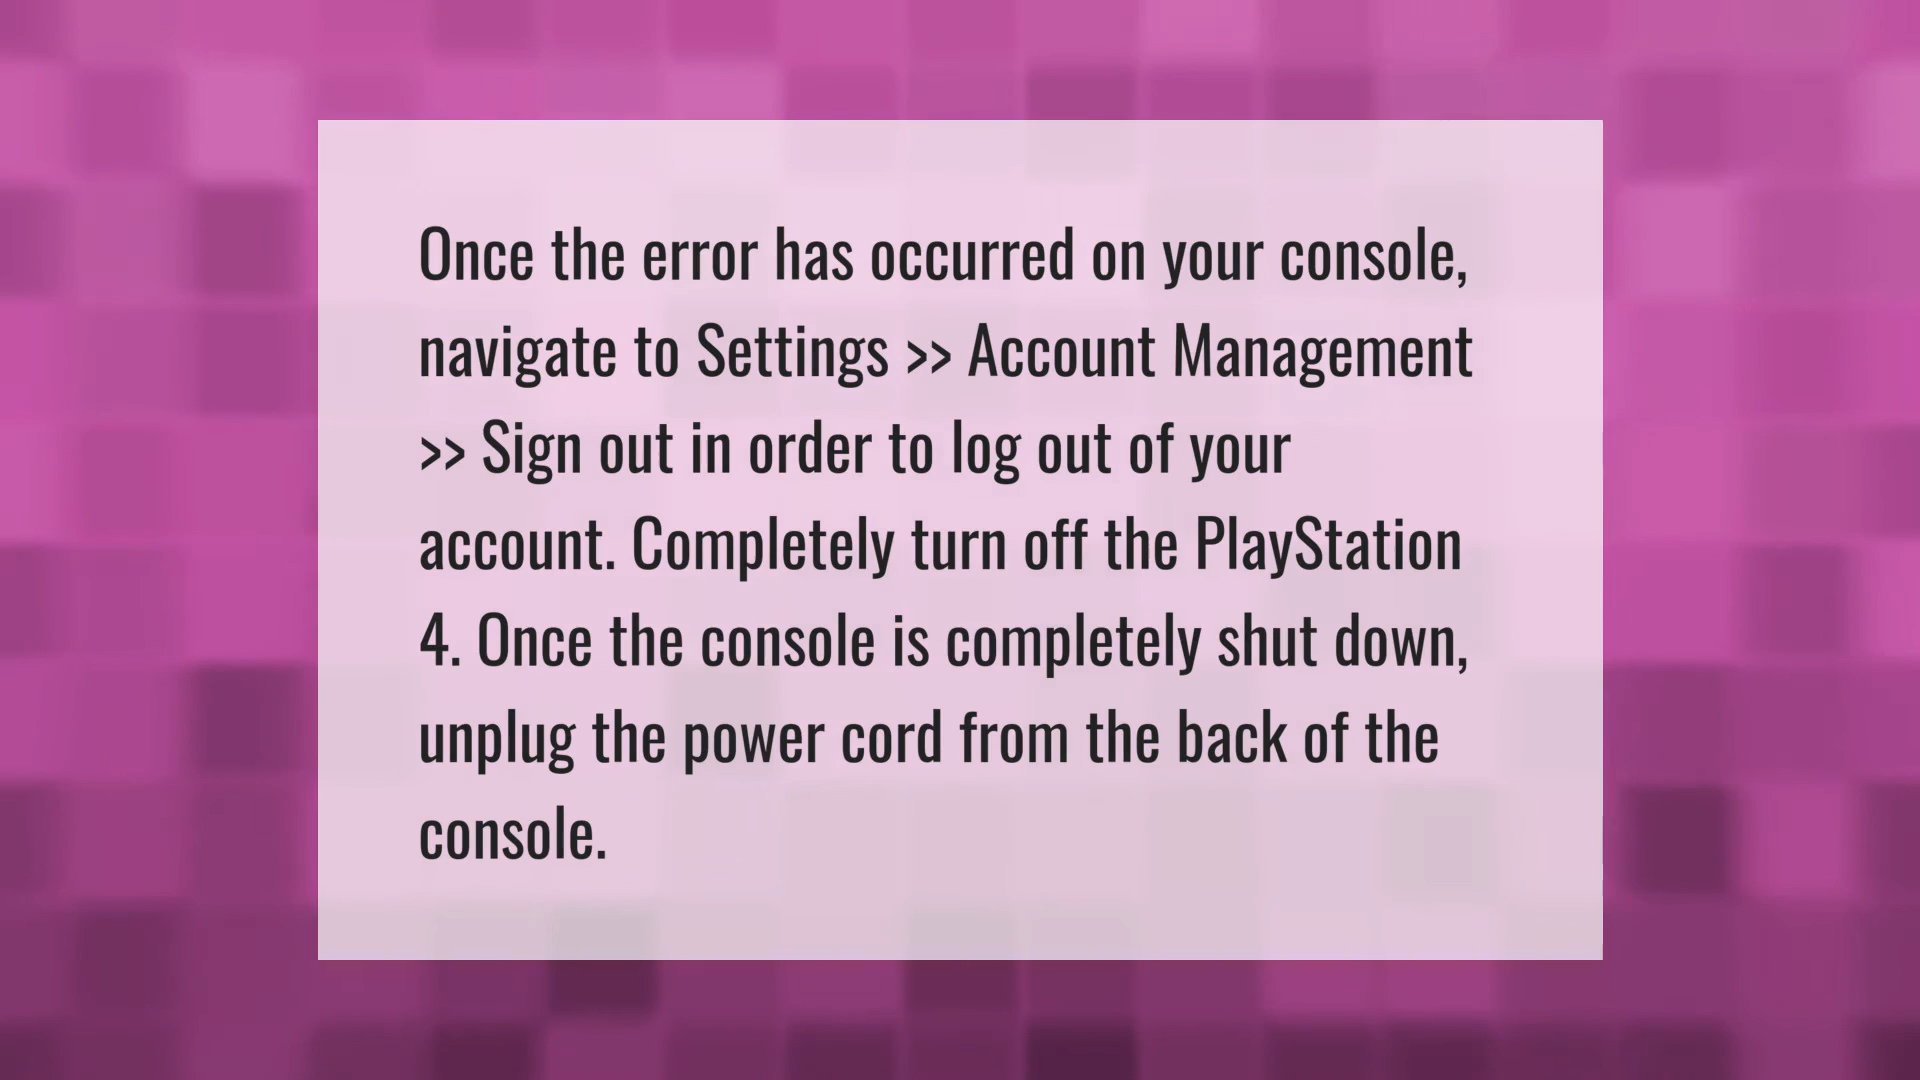 Once the error has occurred on your console,
navigate to Settings >> Account Management
>> Sign out in order to log out of your
account. Completely turn off the PlayStation
4. Once the console is completely shut down,
unplug the power cord from the back of the
console.